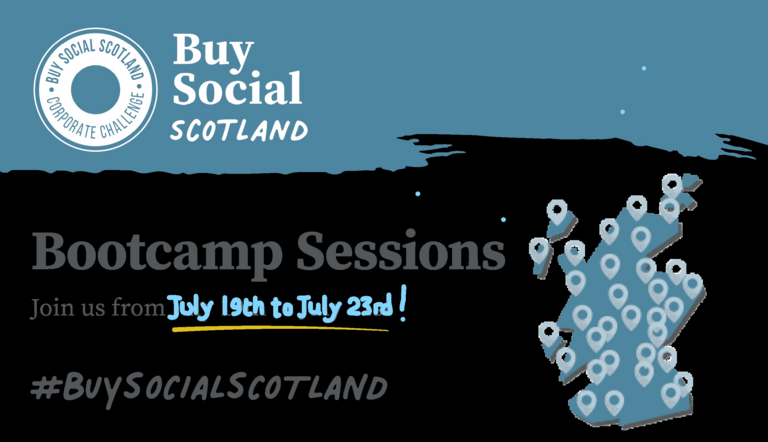 BUY SOCIAL SCOTLAND
CORPORATE CHALLENGE
Buy
Social
SCOTLAND
Bootcamp Sessions
Join us from July 19th to July 23rd!
#BUYSOCIALSCOTLAND